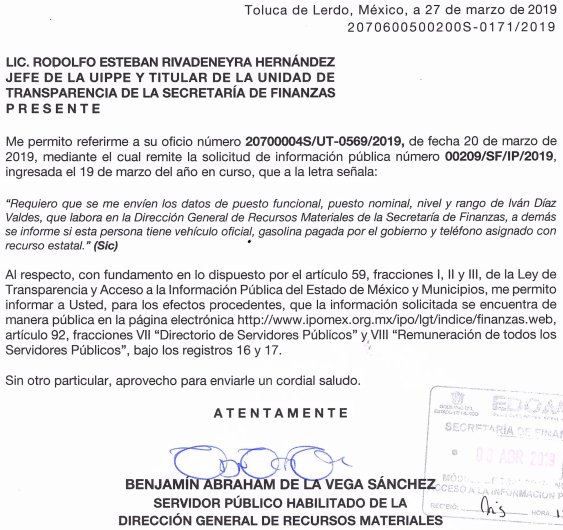 Toluca de Lerdo, México, a 27 de marzo de 2019
2070600500200S-0171/2019
LIC. RODOLFO ESTEBAN RIVADENEYRA HERNÁNDEZ
JEFE DE LA UIPPE Y TITULAR DE LA UNIDAD DE
TRANSPARENCIA DE LA SECRETARÍA DE FINANZAS
P R E S E N T E
Me permito referirme a su oficio número 20700004S/UT-0569/2019, de fecha 20 de marzo de
2019, mediante el cual remite la solicitud de información pública número 00209/SF/IP/2019,
ingresada el 19 de marzo del año en curso, que a la letra señala:
“Requiero que se me envíen los datos de puesto funcional, puesto nominal, nivel y rango de Iván Díaz
Valdes, que labora en la Dirección General de Recursos Materiales de la Secretaría de Finanzas, a demás
se informe si esta persona tiene vehículo oficial, gasolina pagada por el gobierno y teléfono asignado con
recurso estatal.” (Sic)
Al respecto, con fundamento en lo dispuesto por el artículo 59, fracciones I, II y III, de la Ley de
Transparencia y Acceso a la Información Pública del Estado de México y Municipios, me permito
informar a Usted, para los efectos procedentes, que la información solicitada se encuentra de
manera pública en la página electrónica http://www.ipomex.org.mx/ipo/lgt/indice/finanzas.web,
artículo 92, fracciones VII “Directorio de Servidores Públicos” y VIII “Remuneración de todos los
Servidores Públicos”, bajo los registros 16 y 17.
Sin otro particular, aprovecho para enviarle un cordial saludo.
A T E N T A M E N T E
SECRETARÍA DE FINAN
ABR 2019
ACCESO A LA INFORMACIÓN P
RECIBIÓ: HORA
BENJAMÍN ABRAHAM DE LA VEGA SÁNCHEZ
SERVIDOR PÚBLICO HABILITADO DE LA
DIRECCIÓN GENERAL DE RECURSOS MATERIALES